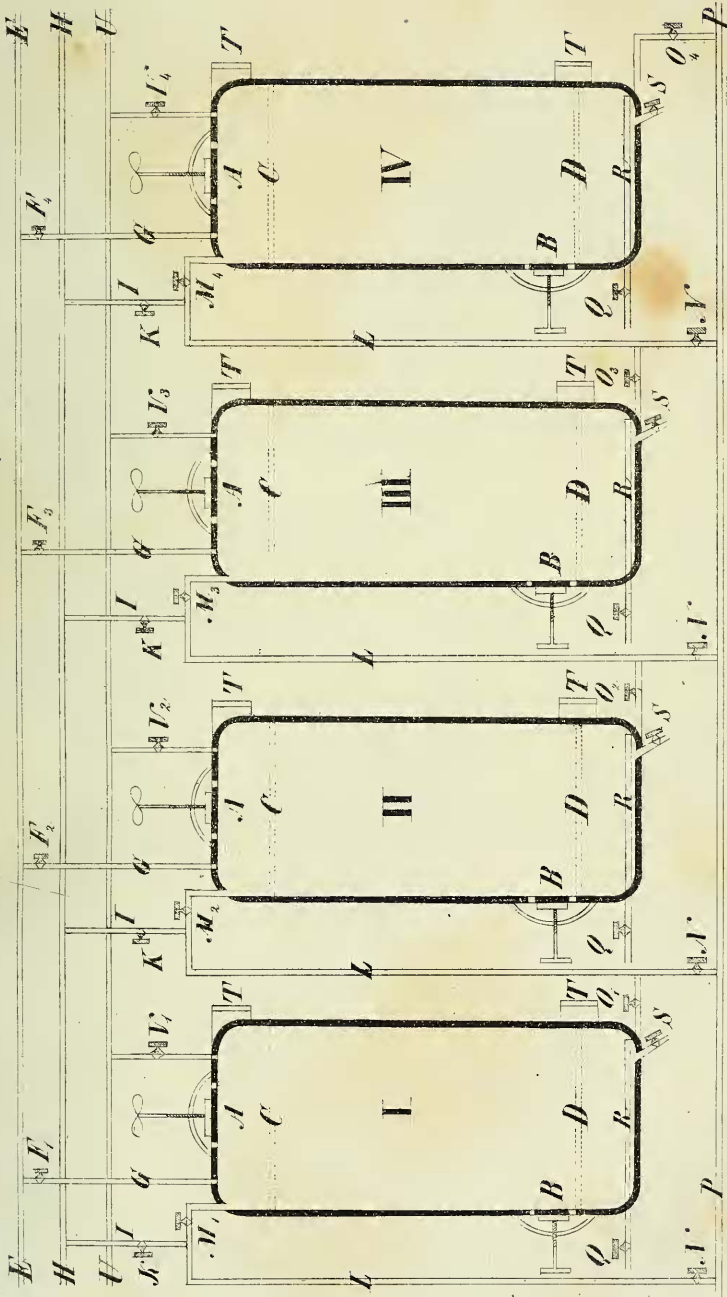 E E
H H
U U
F₁ F₂ F₃ F₄
K I G V₁ K I G V₂ K I G V₃ K I G V₄
T T T T
M₁ A M₂ A M₃ A M₄ A
C C C C
L I L II L III L IV
B B B B
D T D T D T D T
Q R O₁ Q R O₂ Q R O₃ Q R O₄
S S S S
N N N N
P P